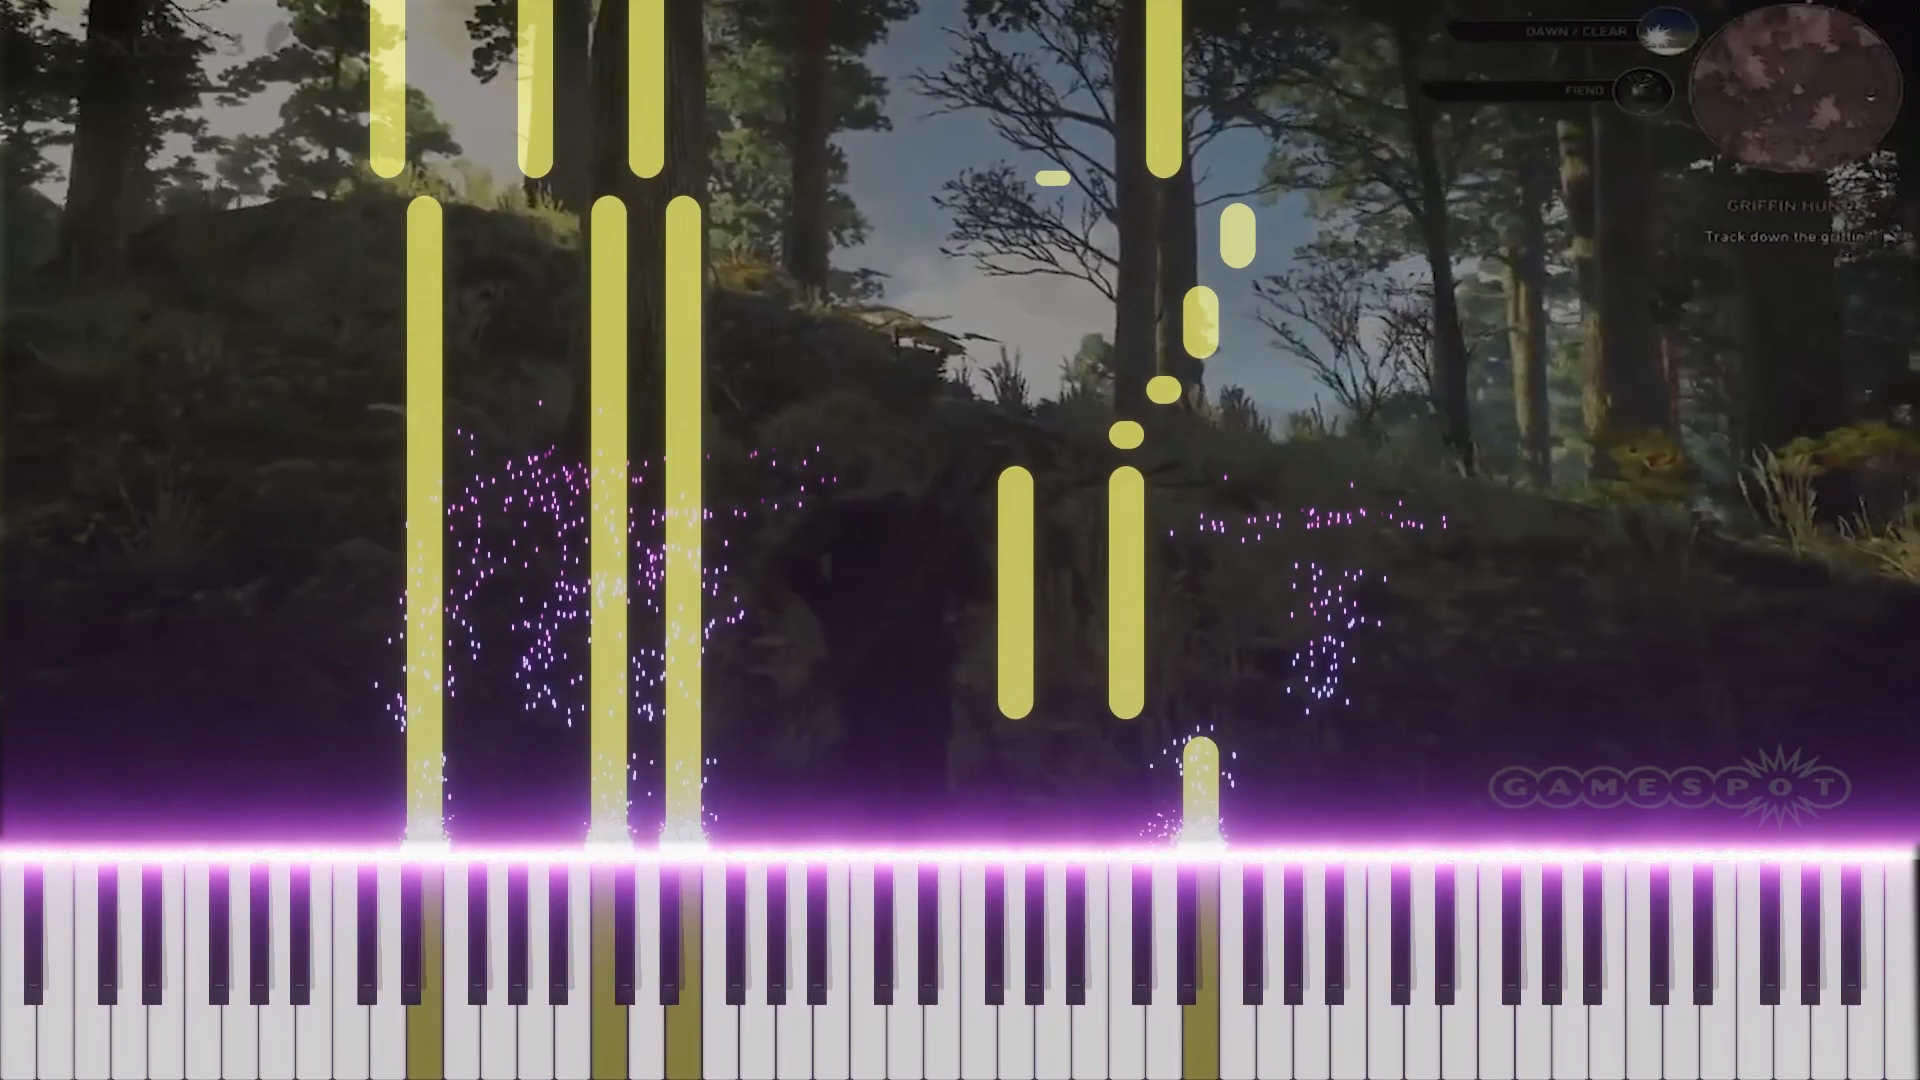 DAWN / CLEAR
FIEND
GRIFFIN HUNT
Track down the griffin!
GAMESPOT